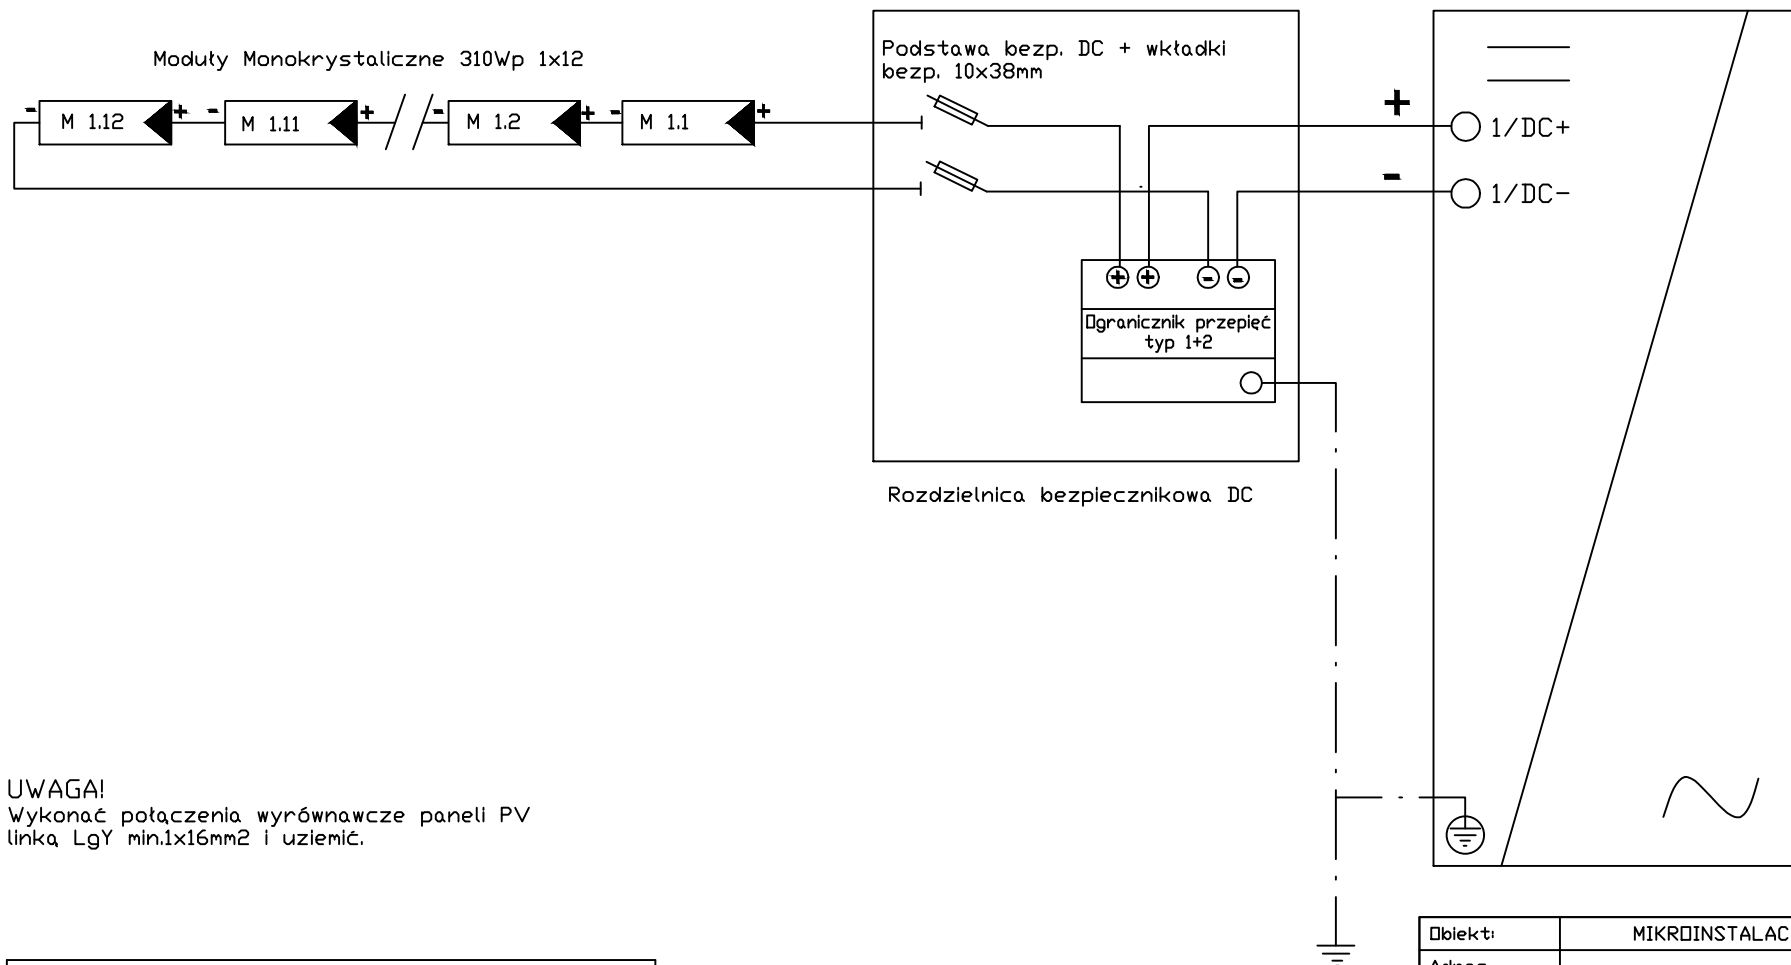 Moduły Monokrystaliczne 310Wp 1x12
- M 1.12 + - M 1.11 + - M 1.2 + - M 1.1 +
Podstawa bezp. DC + wkładki
bezp. 10x38mm
+ 1/DC+
- 1/DC-
+ + - -
Ogranicznik przepięć
typ 1+2
Rozdzielnica bezpiecznikowa DC
UWAGA!
Wykonać połączenia wyrównawcze paneli PV
linką LgY min.1x16mm2 i uziemić.
Obiekt: MIKROINSTALAC